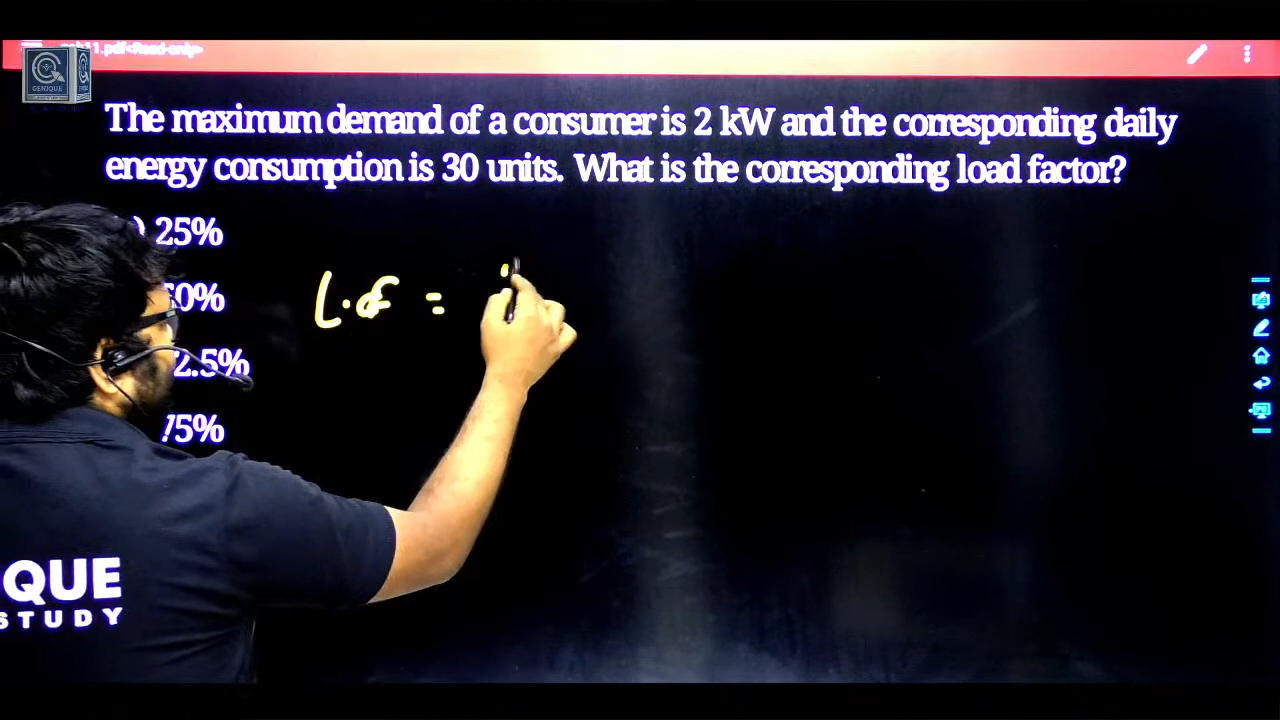 GENIQUE
The maximum demand of a consumer is 2 kW and the corresponding daily
energy consumption is 30 units. What is the corresponding load factor?
25%
0%
2.5%
75%
L.f =
QUE
STUDY